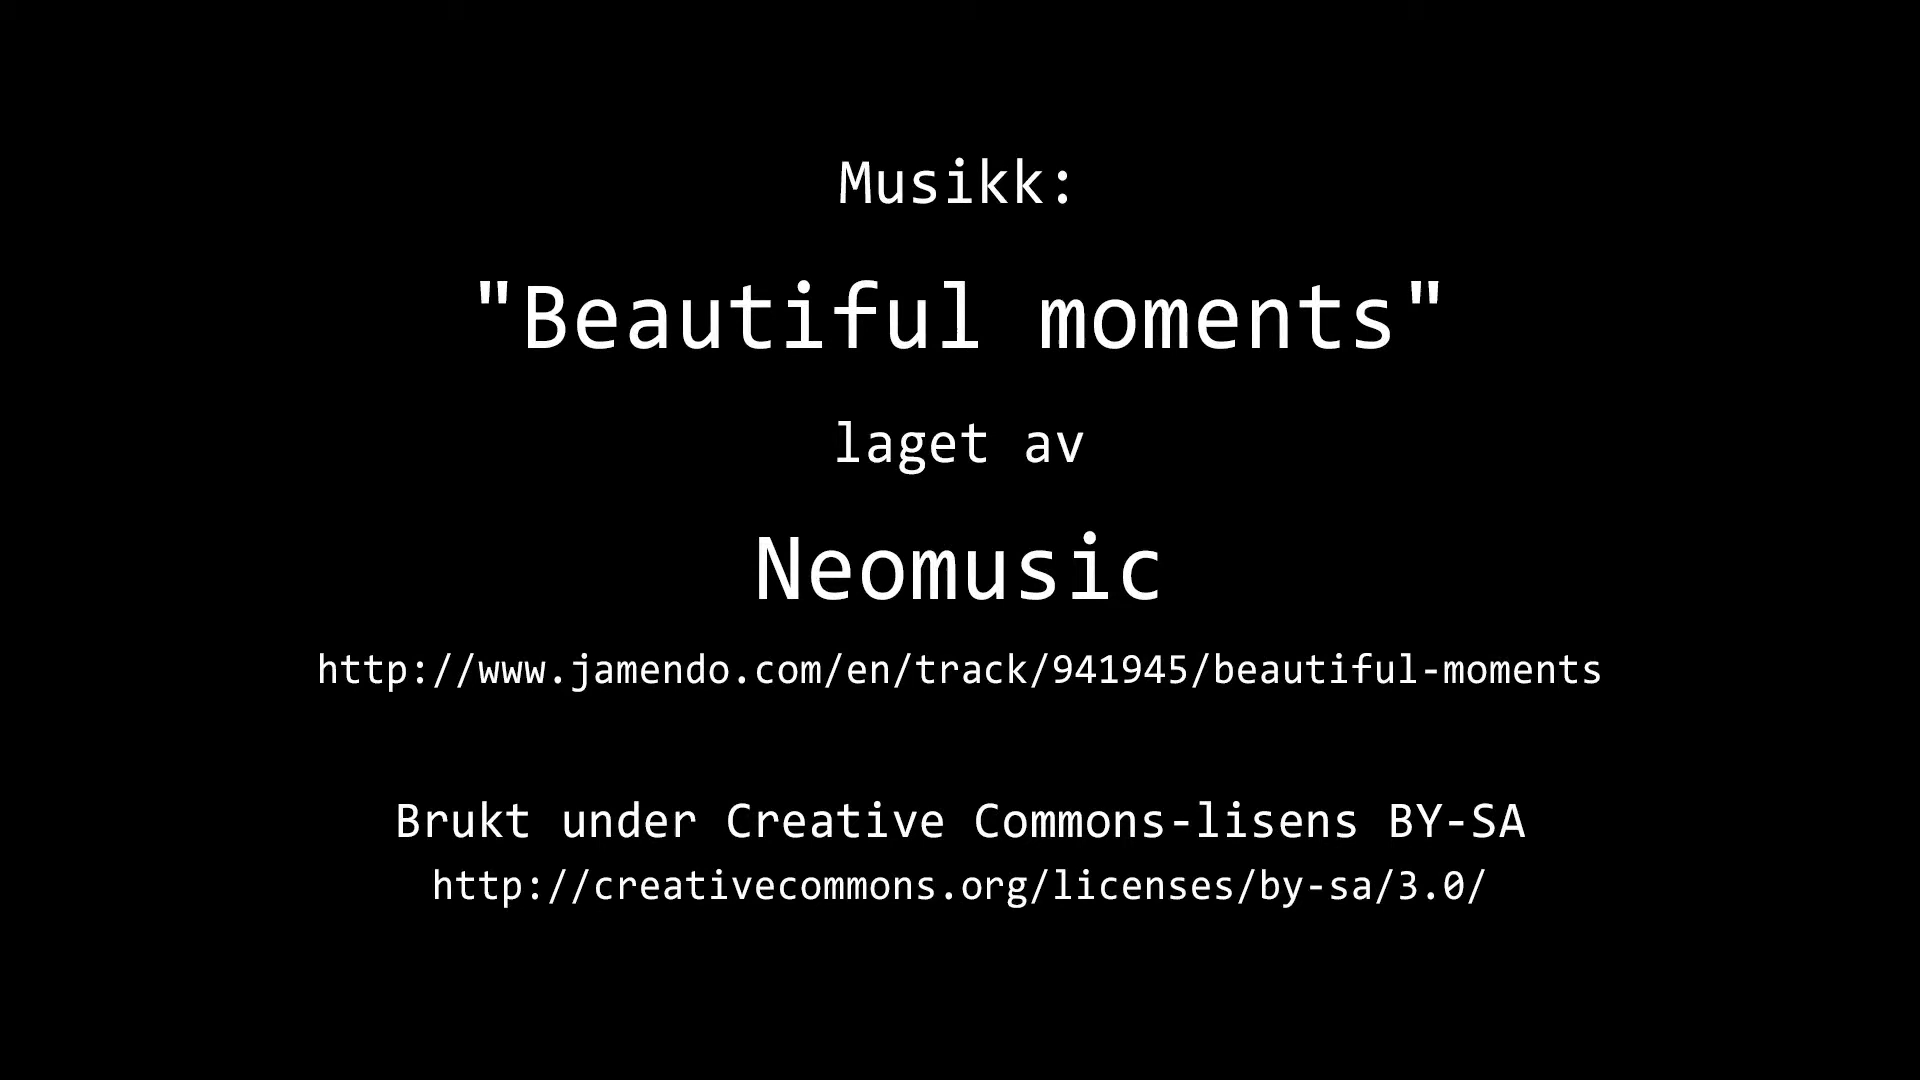 Musikk:
"Beautiful moments"
laget av
Neomusic
http://www.jamendo.com/en/track/941945/beautiful-moments
Brukt under Creative Commons-lisens BY-SA
http://creativecommons.org/licenses/by-sa/3.0/